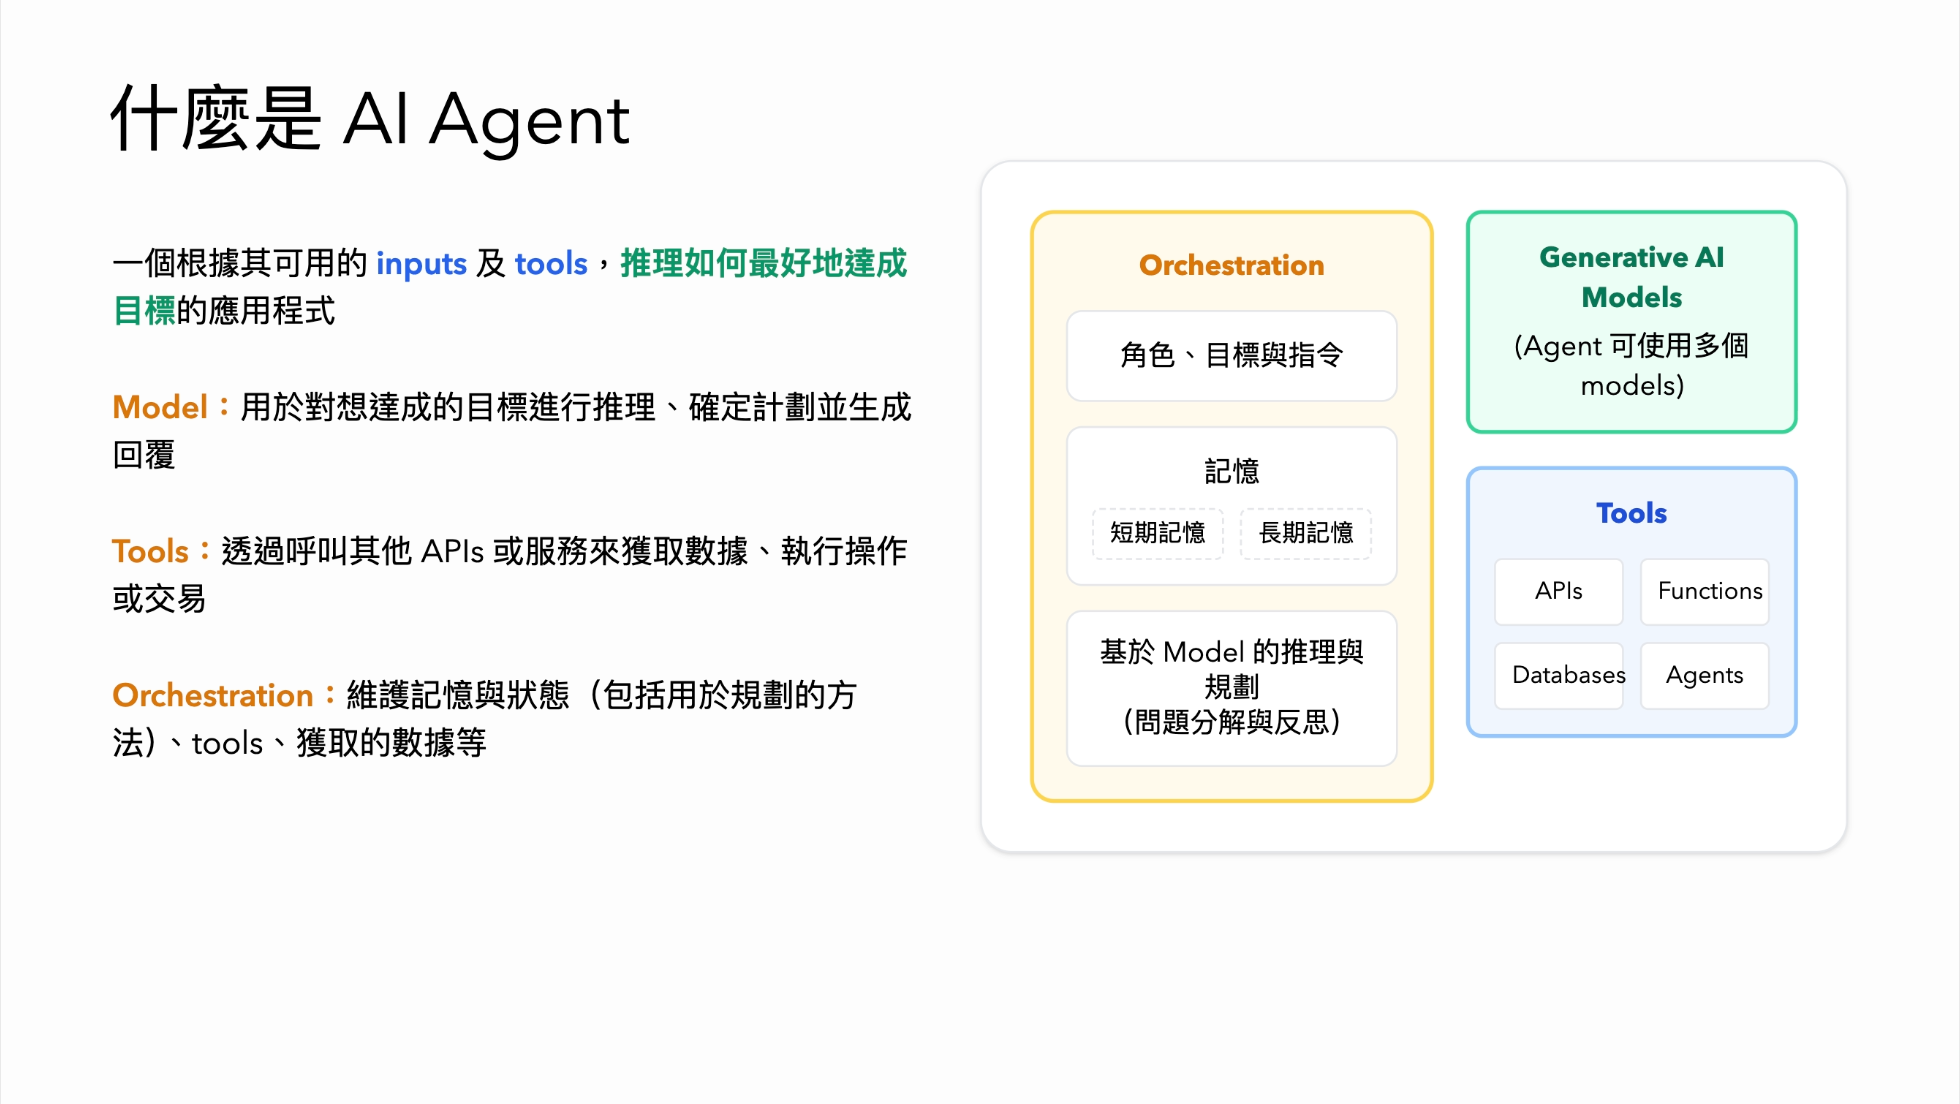 什麼是 AI Agent
一個根據其可用的 inputs 及 tools，推理如何最好地達成
目標的應用程式
Model：用於對想達成的目標進行推理、確定計劃並生成
回覆
Tools：透過呼叫其他 APIs 或服務來獲取數據、執行操作
或交易
Orchestration：維護記憶與狀態（包括用於規劃的方
法）、tools、獲取的數據等
Orchestration
角色、目標與指令
記憶
短期記憶
長期記憶
基於 Model 的推理與
規劃
（問題分解與反思）
Generative AI
Models
(Agent 可使用多個
models)
Tools
APIs
Functions
Databases
Agents